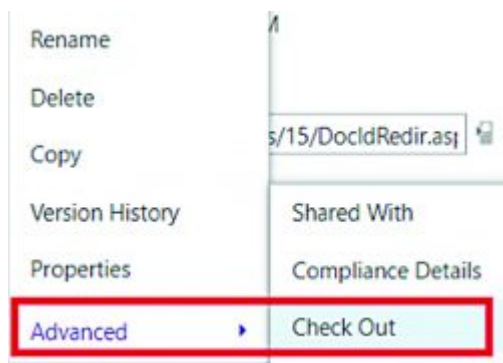 Rename
Delete
Copy
s/15/DocIdRedir.asp
Version History
Shared With
Properties
Compliance Details
Advanced
Check Out